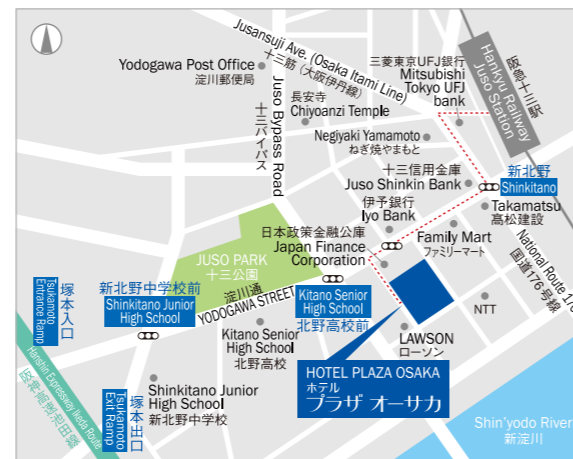 Jusansuji Ave. (Osaka Itami Line)
十三筋 (大阪伊丹線)
Yodogawa Post Office
淀川郵便局
Juso Bypass Road
十三バイパス
三菱東京UFJ銀行
Mitsubishi
Tokyo UFJ
bank
Hankyu Railway
Juso Station
阪急十三駅
長安寺
Chiyoanzi Temple
Negiyaki Yamamoto
ねぎ焼やまもと
十三信用金庫
Juso Shinkin Bank
新北野
Shinkitano
伊予銀行
Iyo Bank
Takamatsu
髙松建設
日本政策金融公庫
Japan Finance
Corporation
Family Mart
ファミリーマート
National Route 176
国道176号線
JUSO PARK
十三公園
淀川通
YODOGAWA STREET
新北野中学校前
Shinkitano Junior
High School
Kitano Senior
High School
北野高校前
Kitano Senior
High School
北野高校
塚本入口
Tsukamoto
Entrance Ramp
NTT
LAWSON
ローソン
HOTEL PLAZA OSAKA
ホテル
プラザ オーサカ
Hanshin Expressway Ikeda Route
阪神高速池田線
Tsukamoto
Exit Ramp
塚本出口
Shinkitano Junior
High School
新北野中学校
Shin'yodo River
新淀川